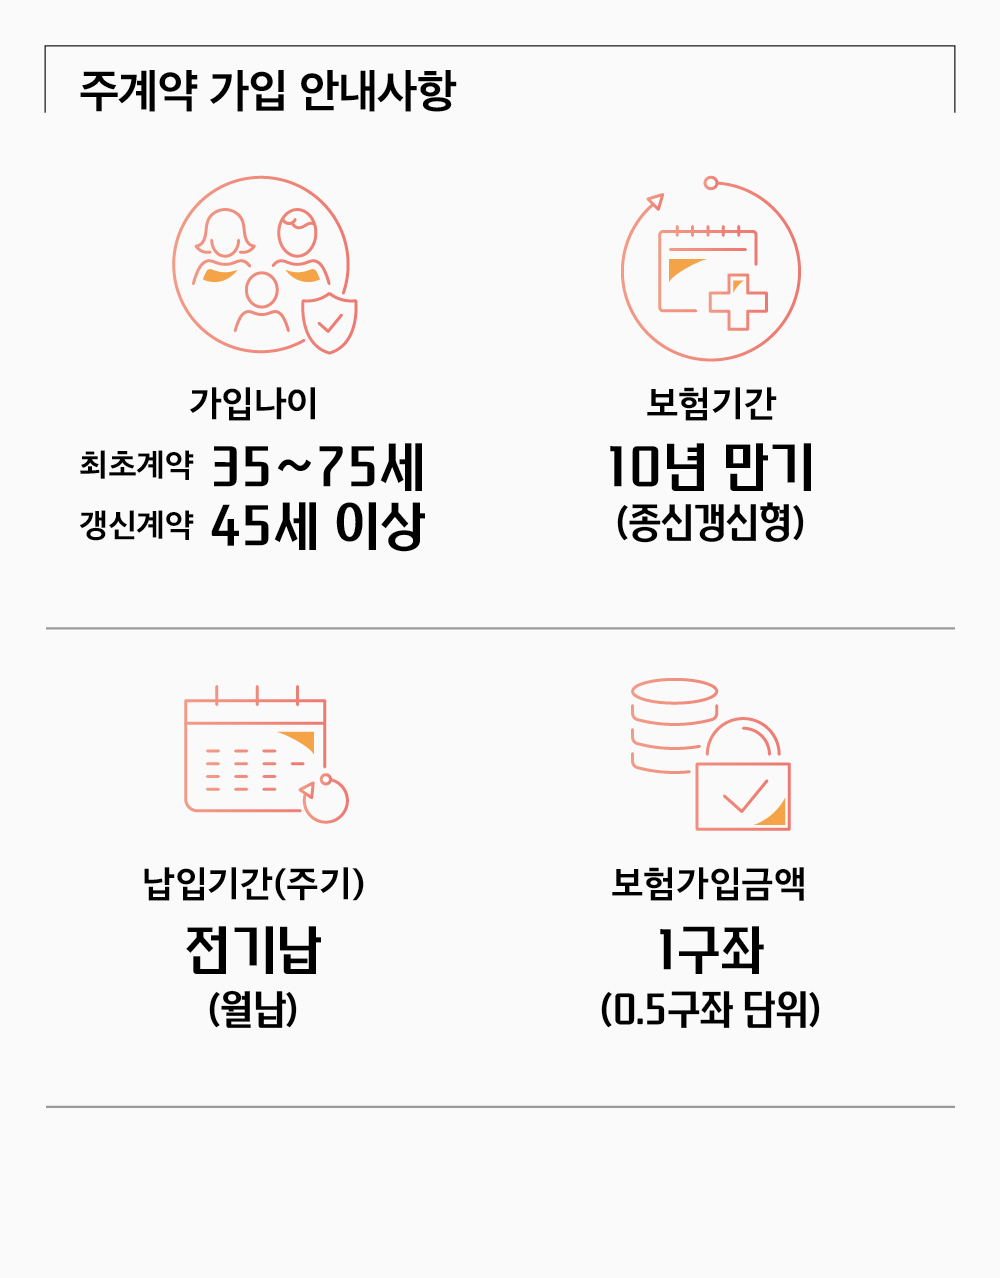 주계약 가입 안내사항
가입나이
최초계약 35~75세
갱신계약 45세 이상
보험기간
10년 만기
(종신갱신형)
납입기간(주기)
전기납
(월납)
보험가입금액
1구좌
(0.5구좌 단위)